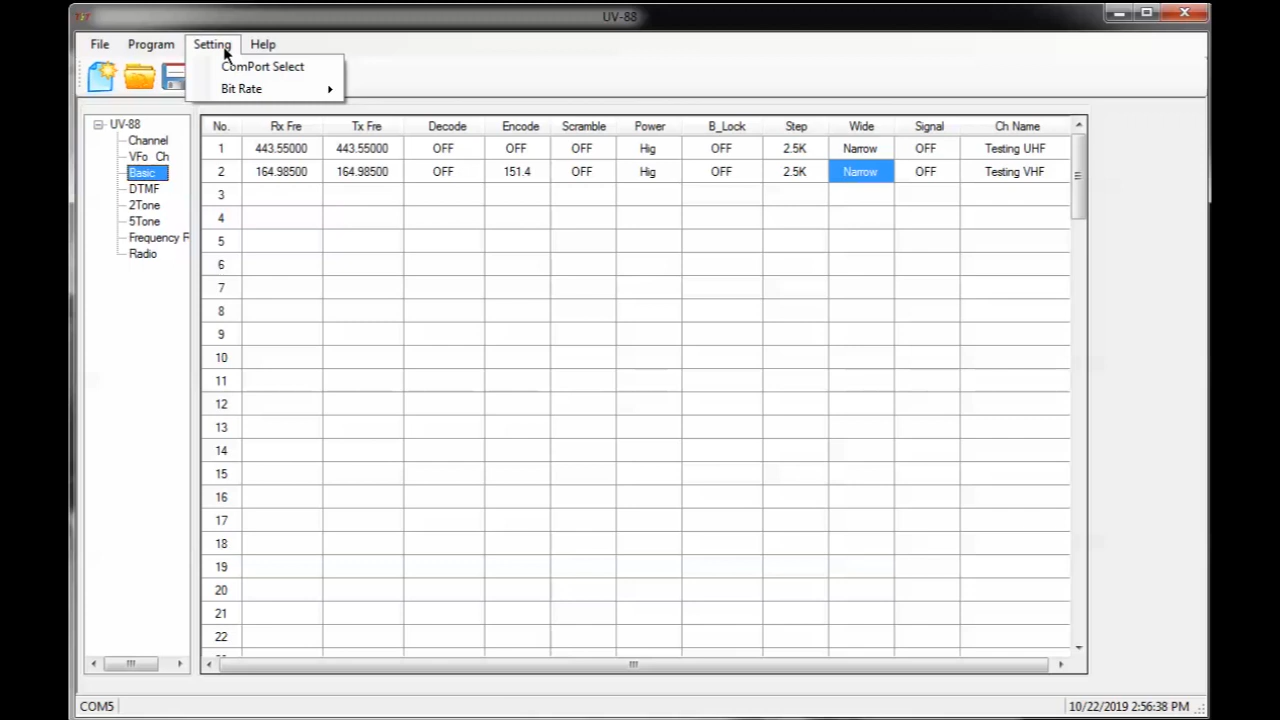 UV-88
File Program Setting Help
ComPort Select
Bit Rate
UV-88
Channel
VFo Ch
Basic
DTMF
2Tone
5Tone
Frequency F
Radio
No. Rx Fre Tx Fre Decode Encode Scramble Power B_Lock Step Wide Signal Ch Name
1 443.55000 443.55000 OFF OFF OFF Hig OFF 2.5K Narrow OFF Testing UHF
2 164.98500 164.98500 OFF 151.4 OFF Hig OFF 2.5K Narrow OFF Testing VHF
3
4
5
6
7
8
9
10
11
12
13
14
15
16
17
18
19
20
21
22
COM5 10/22/2019 2:56:38 PM